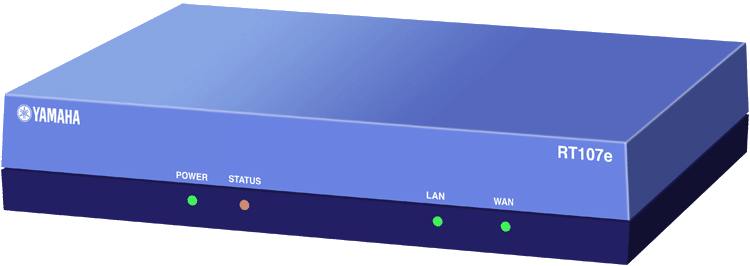 YAMAHA
RT107e
POWER
STATUS
LAN
WAN